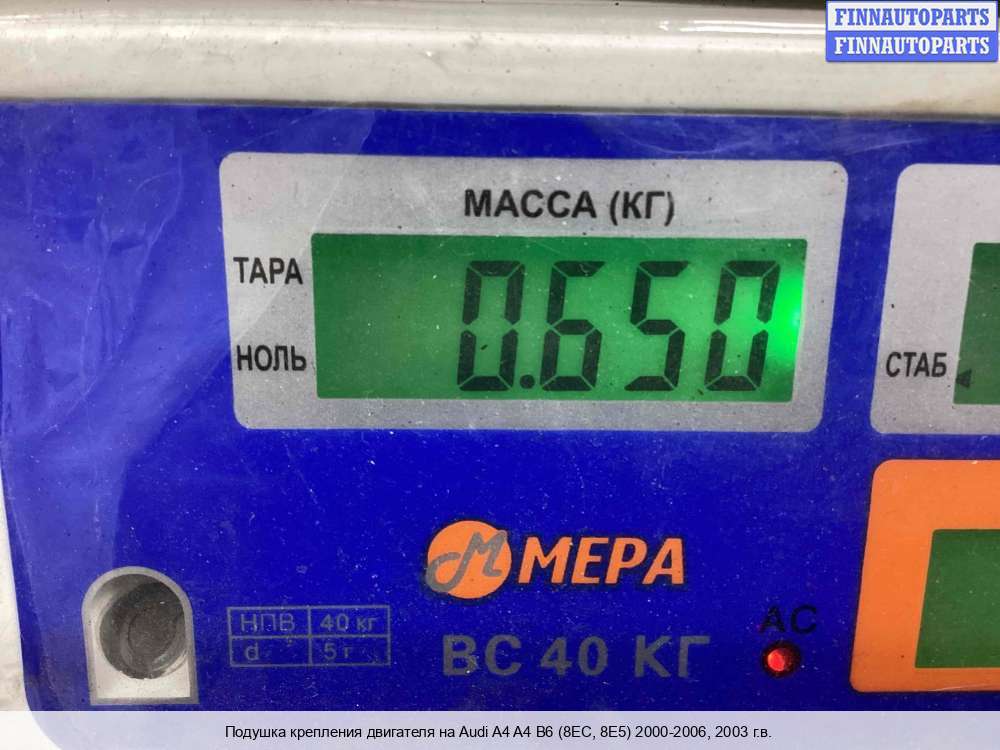 FINNAUTOPARTS
FINNAUTOPARTS
МАССА (КГ)
ТАРА
0.650
НОЛЬ
СТАБ
М МЕРА
НПВ 40 кг
d 5 г
ВС 40 КГ
AC
Подушка крепления двигателя на Audi A4 A4 B6 (8EC, 8E5) 2000-2006, 2003 г.в.